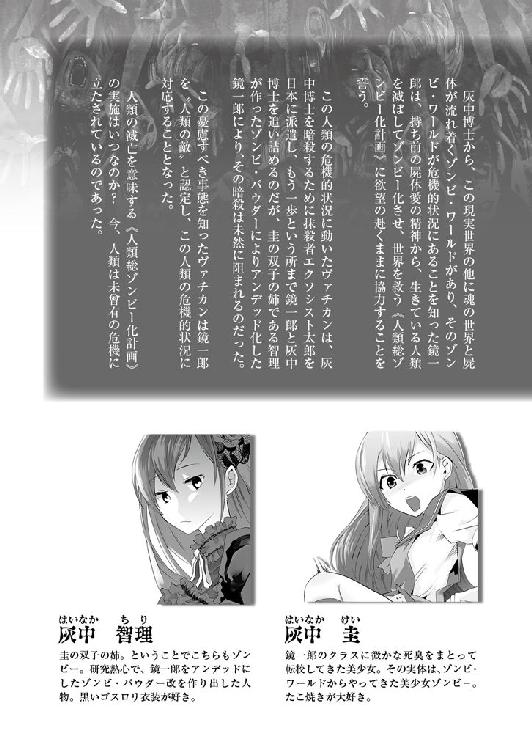 灰中博士から、この現実世界の他に魂の世界と屍
体が流れ着くゾンビ・ワールドがあり、そのゾン
ビ・ワールドが危機的状況にあることを知った鏡一
郎は、持ち前の屍体愛の精神から、生きている人類
を滅ぼしてゾンビ化させ、世界を救う《人類総ゾ
ンビ化計画》に欲望の赴くままに協力することを
誓う。
この人類の危機的状況に動いたヴァチカンは、灰
中博士を暗殺するために抹殺者エクソシスト太郎を
日本に派遣し、もう一歩という所まで鏡一郎と灰中
博士を追い詰めるのだが、圭の双子の姉である智理
が作ったゾンビ・パウダーによりアンデッド化した
鏡一郎により、その暗殺は未然に阻まれるのだった。
この憂慮すべき事態を知ったヴァチカンは鏡一郎
を〝人類の敵〟と認定し、この人類の危機的状況に
対応することとなった。
人類の滅亡を意味する《人類総ゾンビ化計画》
の実施はいつなのか? 今、人類は未曾有の危機に
立たされているのであった。
はいなか けい
灰中 圭
鏡一郎のクラスに微かな死臭をまとって
転校してきた美少女。その実体は、ゾンビ・
ワールドからやってきた美少女ゾンビ―。
たこ焼きが大好き。
はいなか ちり
灰中 智理
圭の双子の姉。ということでこちらもゾン
ビー。研究熱心で、鏡一郎をアンデッドに
したゾンビ・パウダー改を作り出した人
物。黒いゴスロリ衣装が好き。